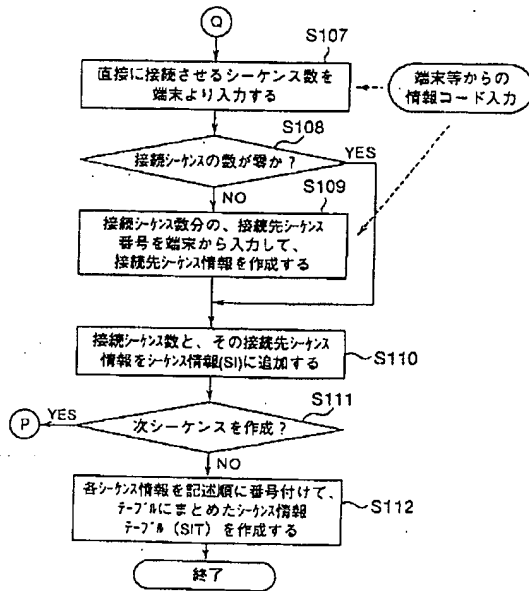 Q
S107
直接に接続させるシーケンス数を
端末より入力する
端末等からの
情報コード入力
S108
接続シーケンスの数が零か?
YES
NO
S109
接続シーケンス数分の、接続先シーケンス
番号を端末から入力して、
接続先シーケンス情報を作成する
接続シーケンス数と、その接続先シーケンス
情報をシーケンス情報(SI)に追加する
S110
S111
P
YES
次シーケンスを作成?
NO
各シーケンス情報を記述順に番号付けて、
テーブルにまとめたシーケンス情報
テーブル (SIT) を作成する
S112
終了